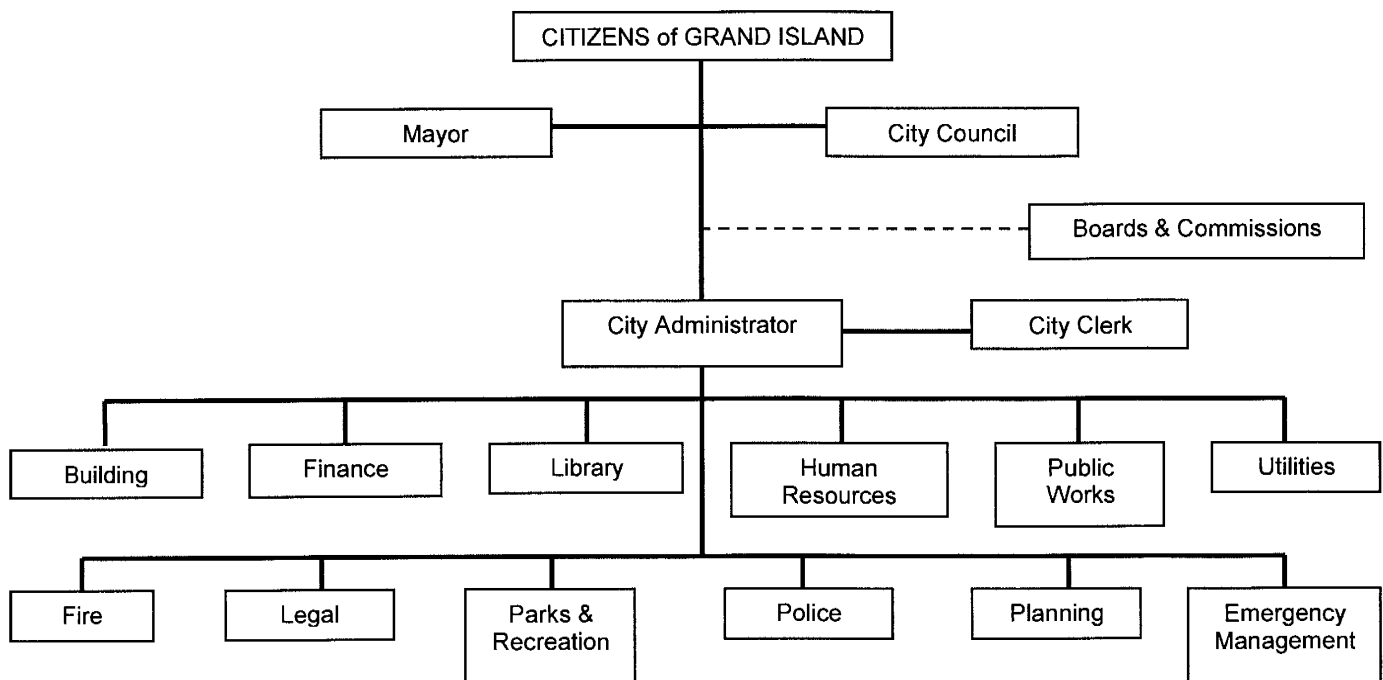 CITIZENS of GRAND ISLAND
Mayor
City Council
Boards & Commissions
City Administrator
City Clerk
Building
Finance
Library
Human
Resources
Public
Works
Utilities
Fire
Legal
Parks &
Recreation
Police
Planning
Emergency
Management